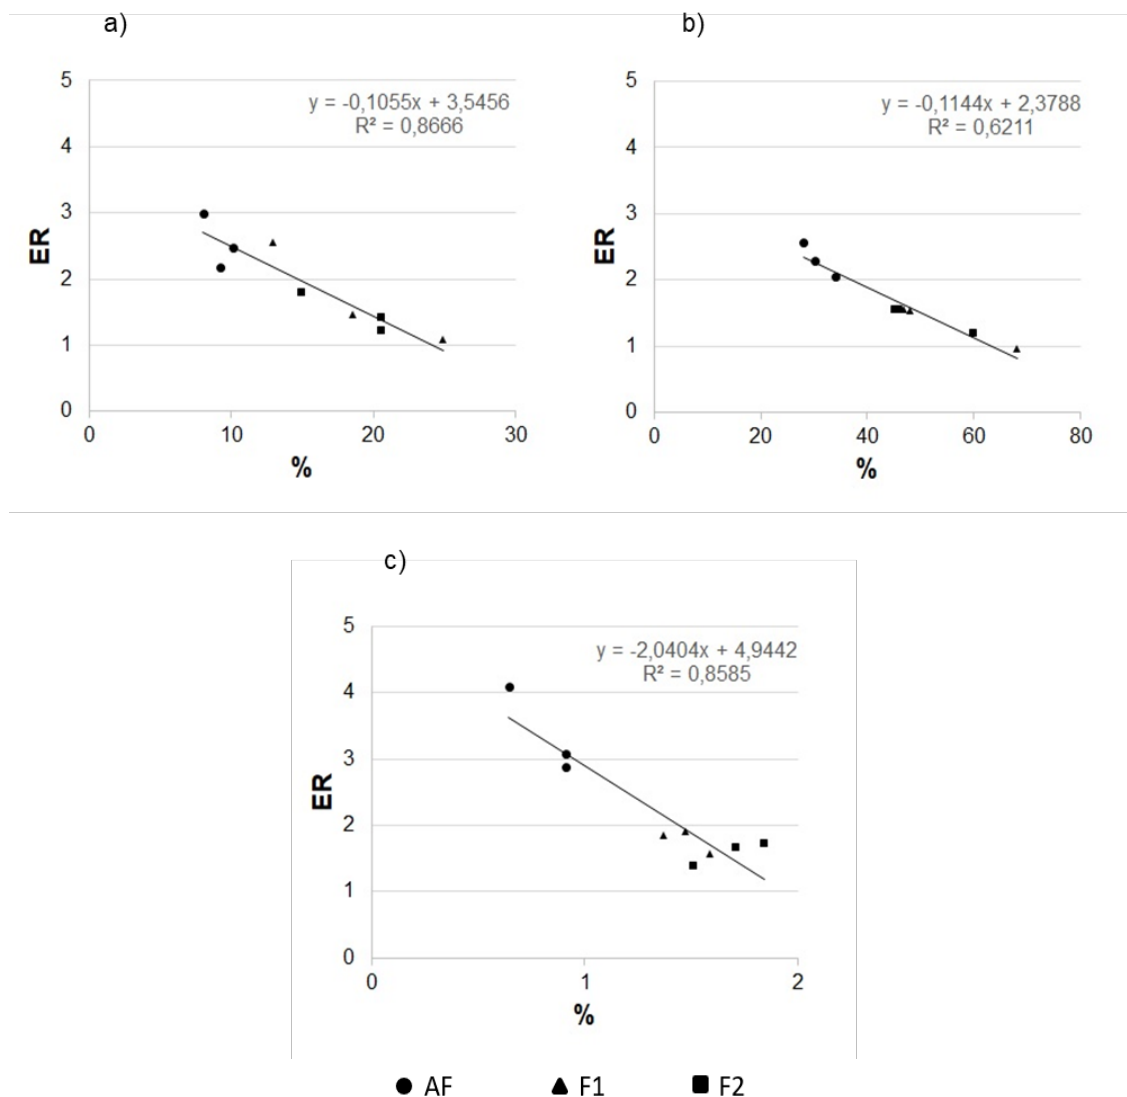 a)
5
y = -0,1055x + 3,5456
R² = 0,8666
4
3
ER
2
1
0
0 10 20 30
%
b)
5
y = -0,1144x + 2,3788
R² = 0,6211
4
3
ER
2
1
0
0 20 40 60 80
%
c)
5
y = -2,0404x + 4,9442
R² = 0,8585
4
3
ER
2
1
0
0 1 2
%
AF F1 F2